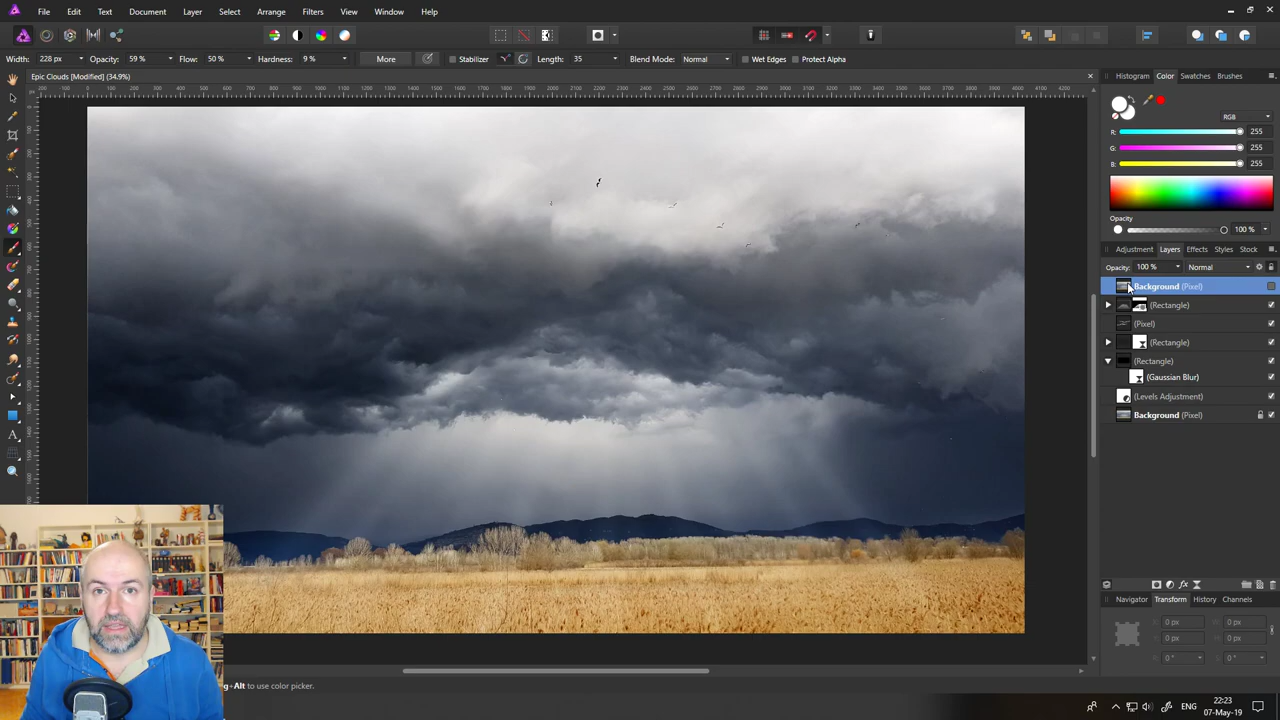 File Edit Text Document Layer Select Arrange Filters View Window Help
Width: 228 px Opacity: 59 % Flow: 50 % Hardness: 9 % More Stabilizer Length: 35 Blend Mode: Normal Wet Edges Protect Alpha
Epic Clouds [Modified] (34.9%)
Histogram Color Swatches Brushes
RGB
R: 255
G: 255
B: 255
Opacity
100 %
Adjustment Layers Effects Styles Stock
Opacity: 100 % Normal
Background (Pixel)
(Rectangle)
(Pixel)
(Rectangle)
(Rectangle)
(Gaussian Blur)
(Levels Adjustment)
Background (Pixel)
Navigator Transform History Channels
X: 0 px W: 0 px
Y: 0 px H: 0 px
R: 0 ° S: 0 °
g+Alt to use color picker.
ENG
22:23
07-May-19